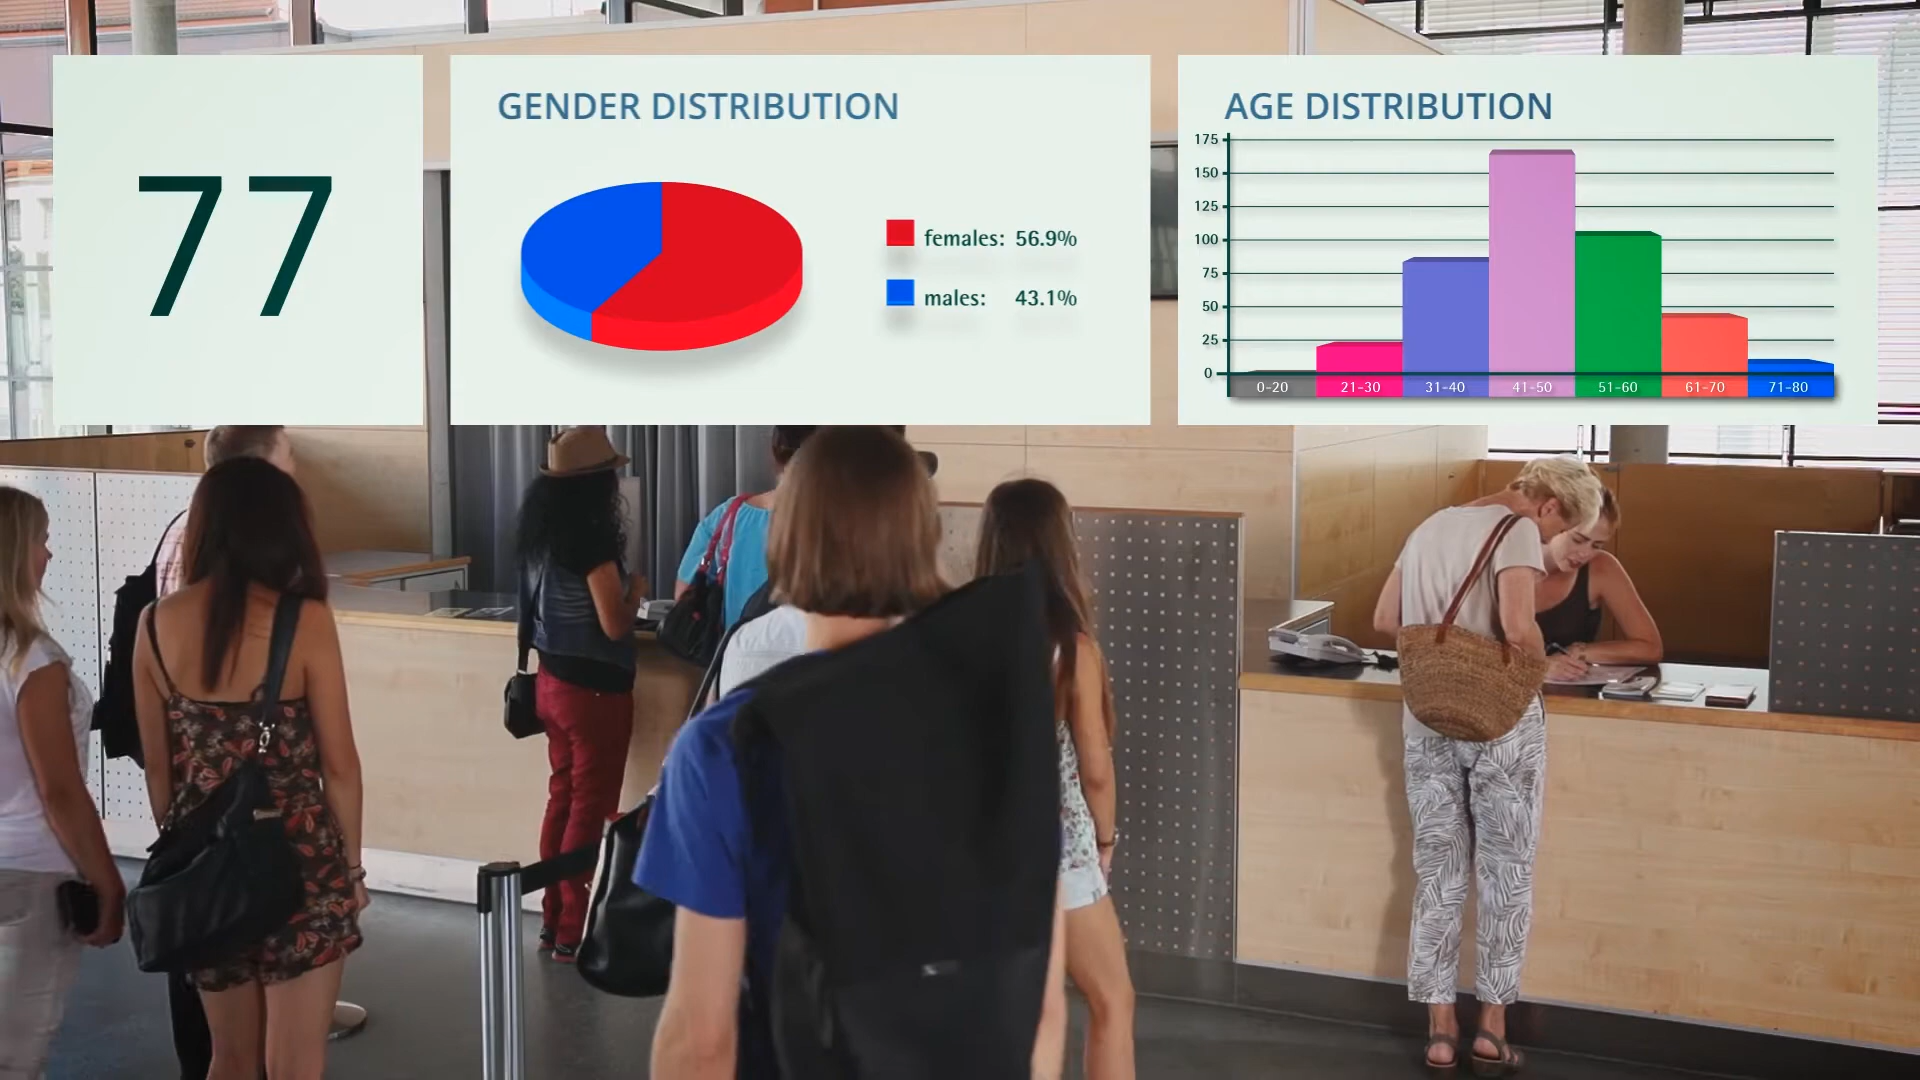 77
GENDER DISTRIBUTION
females: 56.9%
males: 43.1%
AGE DISTRIBUTION
175
150
125
100
75
50
25
0
0-20 21-30 31-40 41-50 51-60 61-70 71-80